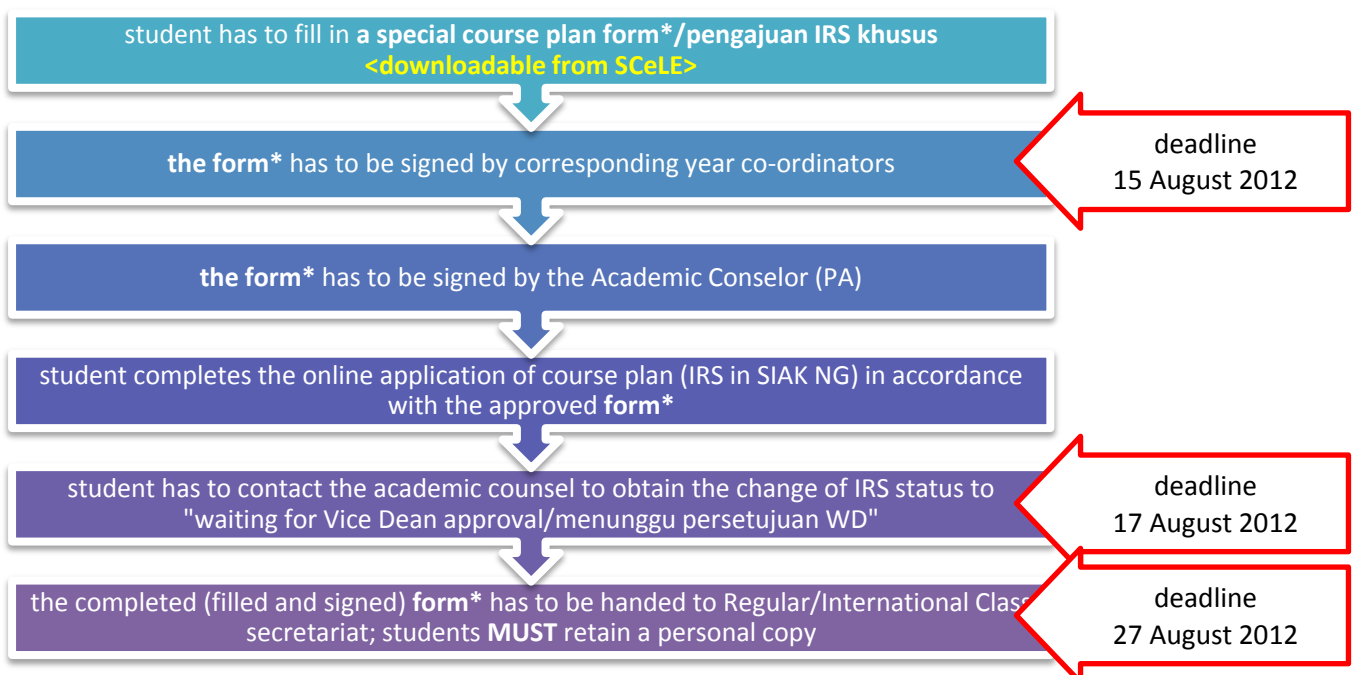 student has to fill in a special course plan form*/pengajuan IRS khusus
<downloadable from SCeLE>
the form* has to be signed by corresponding year co-ordinators
deadline
15 August 2012
the form* has to be signed by the Academic Conselor (PA)
student completes the online application of course plan (IRS in SIAK NG) in accordance
with the approved form*
student has to contact the academic counsel to obtain the change of IRS status to
"waiting for Vice Dean approval/menunggu persetujuan WD"
deadline
17 August 2012
the completed (filled and signed) form* has to be handed to Regular/International Class
secretariat; students MUST retain a personal copy
deadline
27 August 2012